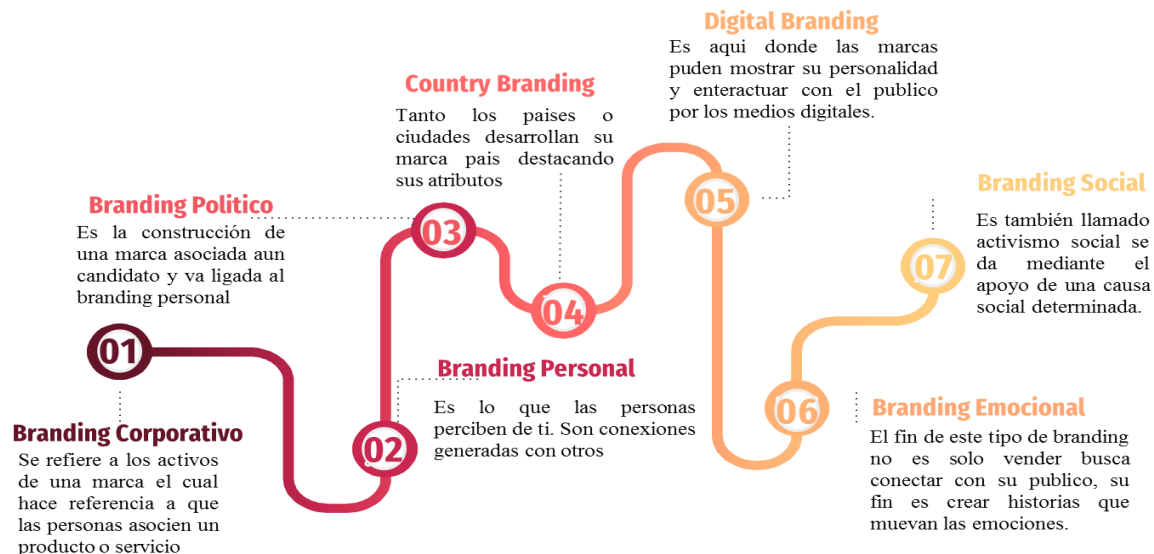 01
Branding Corporativo
Se refiere a los activos
de una marca el cual
hace referencia a que
las personas asocien un
producto o servicio
02
Branding Personal
Es lo que las personas
perciben de ti. Son conexiones
generadas con otros
03
Branding Politico
Es la construcción de
una marca asociada aun
candidato y va ligada al
branding personal
04
Country Branding
Tanto los paises o
ciudades desarrollan su
marca pais destacando
sus atributos
05
Digital Branding
Es aqui donde las marcas
puden mostrar su personalidad
y enteractuar con el publico
por los medios digitales.
06
Branding Emocional
El fin de este tipo de branding
no es solo vender busca
conectar con su publico, su
fin es crear historias que
muevan las emociones.
07
Branding Social
Es también llamado
activismo social se
da mediante el
apoyo de una causa
social determinada.